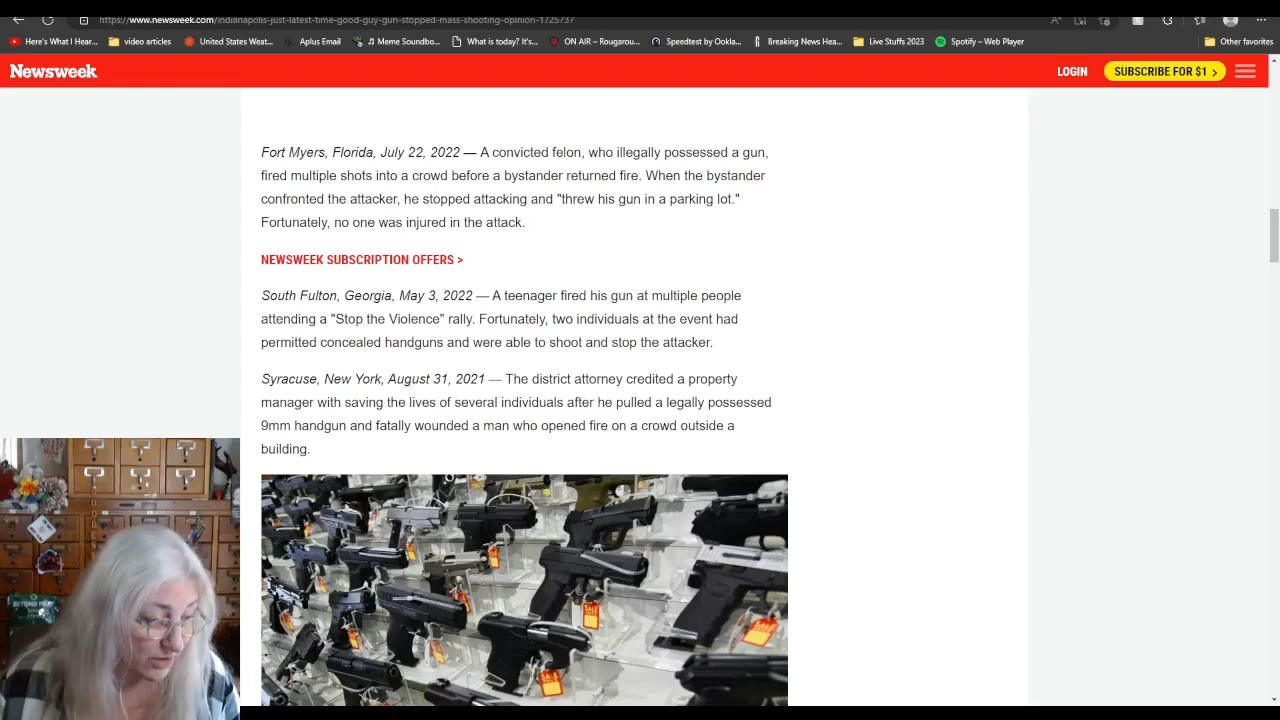 https://www.newsweek.com/indianapolis-just-latest-time-good-guy-gun-stopped-mass-shooting-opinion-1725737
Here's What I Hear... video articles United States Weat... Aplus Email 🎵 Meme Soundbo... What is today? It's... ON AIR – Rougarou... Speedtest by Ookla... Breaking News Hea... Live Stuffs 2023 Spotify – Web Player Other favorites
Newsweek LOGIN SUBSCRIBE FOR $1 >
Fort Myers, Florida, July 22, 2022 — A convicted felon, who illegally possessed a gun,
fired multiple shots into a crowd before a bystander returned fire. When the bystander
confronted the attacker, he stopped attacking and "threw his gun in a parking lot."
Fortunately, no one was injured in the attack.
NEWSWEEK SUBSCRIPTION OFFERS >
South Fulton, Georgia, May 3, 2022 — A teenager fired his gun at multiple people
attending a "Stop the Violence" rally. Fortunately, two individuals at the event had
permitted concealed handguns and were able to shoot and stop the attacker.
Syracuse, New York, August 31, 2021 — The district attorney credited a property
manager with saving the lives of several individuals after he pulled a legally possessed
9mm handgun and fatally wounded a man who opened fire on a crowd outside a
building.
SALE
SALE
SALE
BEYOND MEAT